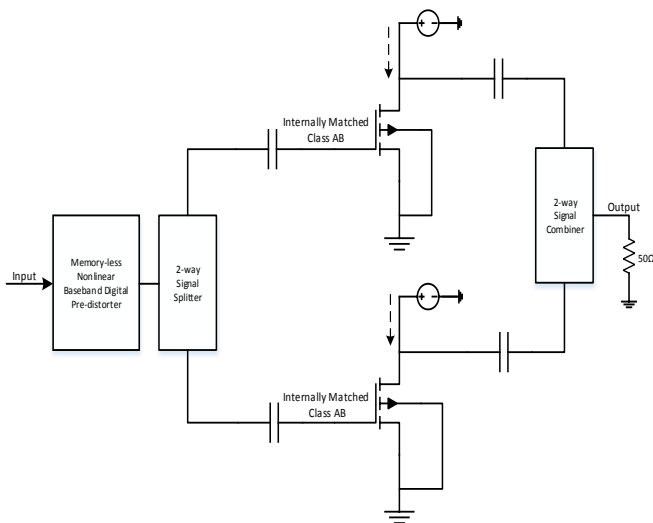 + -
Internally Matched
Class AB
Input
Memory-less
Nonlinear
Baseband Digital
Pre-distorter
2-way
Signal
Splitter
2-way
Signal
Combiner
Output
50Ω
+ -
Internally Matched
Class AB